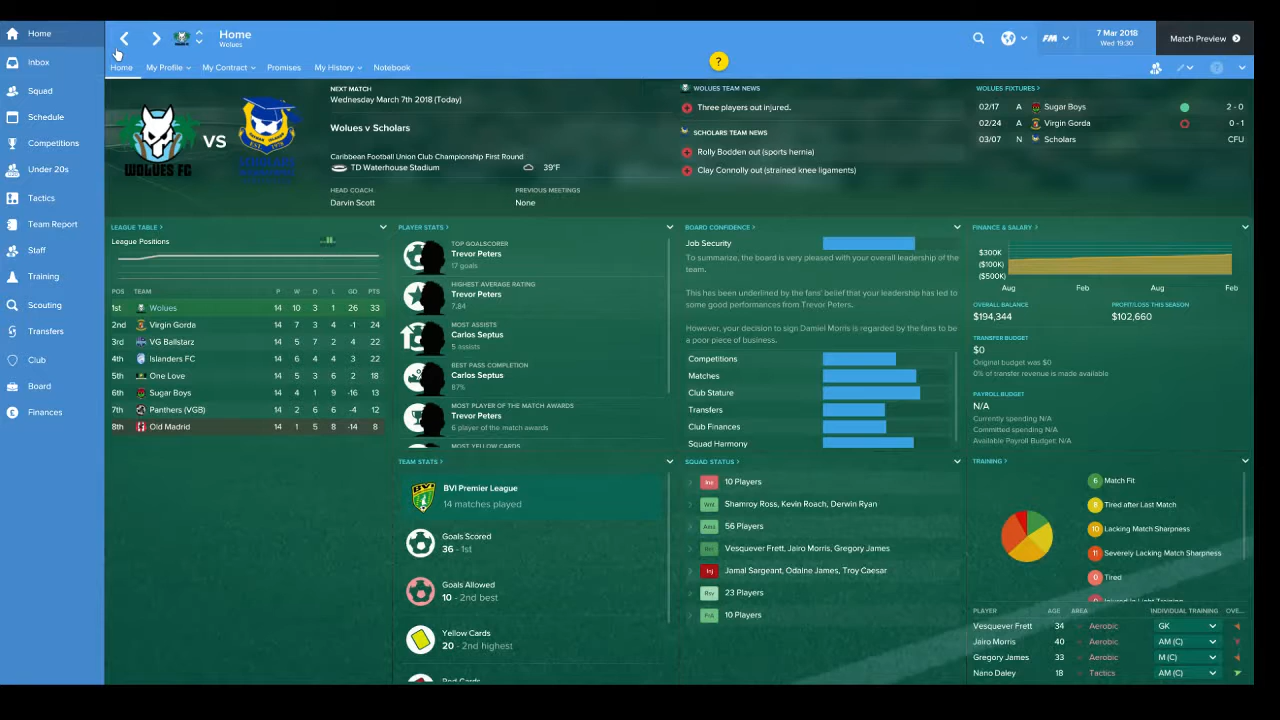 Home
Wolues
7 Mar 2018
Wed 19:30
Match Preview
FM
Home
Inbox
Squad
Schedule
Competitions
Under 20s
Tactics
Team Report
Staff
Training
Scouting
Transfers
Club
Board
Finances
Home
My Profile
My Contract
Promises
My History
Notebook
?
WOLUES FC
VS
NEXT MATCH
Wednesday March 7th 2018 (Today)
Wolues v Scholars
Caribbean Football Union Club Championship First Round
TD Waterhouse Stadium
39°F
HEAD COACH
Darvin Scott
PREVIOUS MEETINGS
None
WOLUES TEAM NEWS
Three players out injured.
SCHOLARS TEAM NEWS
Rolly Bodden out (sports hernia)
Clay Connolly out (strained knee ligaments)
WOLUES FIXTURES >
02/17 A Sugar Boys 2 - 0
02/24 A Virgin Gorda 0 - 1
03/07 N Scholars CFU
LEAGUE TABLE >
League Positions
POS TEAM P W D L GD PTS
1st Wolues 14 10 3 1 26 33
2nd Virgin Gorda 14 7 3 4 -1 24
3rd VG Ballstarz 14 5 7 2 4 22
4th Islanders FC 14 6 4 4 3 22
5th One Love 14 5 3 6 2 18
6th Sugar Boys 14 4 1 9 -16 13
7th Panthers (VGB) 14 2 6 6 -4 12
8th Old Madrid 14 1 5 8 -14 8
PLAYER STATS >
TOP GOALSCORER
Trevor Peters
17 goals
HIGHEST AVERAGE RATING
Trevor Peters
7.84
MOST ASSISTS
Carlos Septus
5 assists
BEST PASS COMPLETION
Carlos Septus
87%
MOST PLAYER OF THE MATCH AWARDS
Trevor Peters
6 player of the match awards
MOST YELLOW CARDS
BOARD CONFIDENCE >
Job Security
To summarize, the board is very pleased with your overall leadership of the
team.
This has been underlined by the fans' belief that your leadership has led to
some good performances from Trevor Peters.
However, your decision to sign Damiel Morris is regarded by the fans to be
a poor piece of business.
Competitions
Matches
Club Stature
Transfers
Club Finances
Squad Harmony
FINANCE & SALARY >
$300K
($100K)
($500K)
Aug Feb Aug Feb
OVERALL BALANCE
$194,344
PROFIT/LOSS THIS SEASON
$102,660
TRANSFER BUDGET
$0
Original budget was $0
0% of transfer revenue is made available
PAYROLL BUDGET
N/A
Currently spending N/A
Committed spending N/A
Available Payroll Budget: N/A
TEAM STATS >
BVI Premier League
14 matches played
Goals Scored
36 - 1st
Goals Allowed
10 - 2nd best
Yellow Cards
20 - 2nd highest
Red Cards
SQUAD STATUS >
Ine 10 Players
Wnt Shamroy Ross, Kevin Roach, Derwin Ryan
Ama 56 Players
Vesquever Frett, Jairo Morris, Gregory James
Inj Jamal Sargeant, Odaine James, Troy Caesar
Rsv 23 Players
PrA 10 Players
TRAINING >
6 Match Fit
8 Tired after Last Match
10 Lacking Match Sharpness
11 Severely Lacking Match Sharpness
0 Tired
0 Injured In Light Training
PLAYER AGE AREA INDIVIDUAL TRAINING OVE...
Vesquever Frett 34 - Aerobic GK
Jairo Morris 40 - Aerobic AM (C)
Gregory James 33 - Aerobic M (C)
Nano Daley 18 - Tactics AM (C)